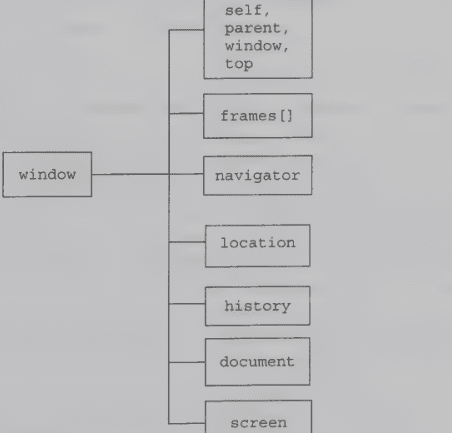 self,
parent,
window,
top
frames[]
window
navigator
location
history
document
screen